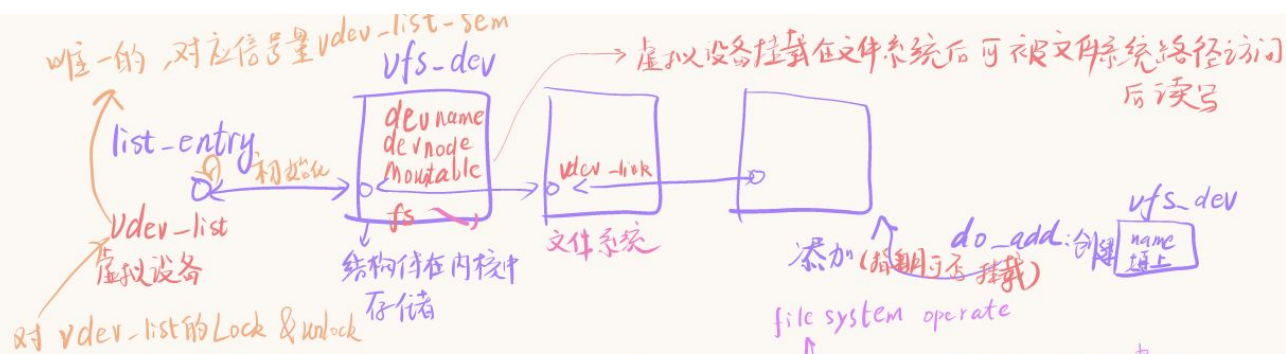 唯一的,对应信号量vdev_list-sem
vfs_dev
虚拟设备挂载在文件系统后可被文件系统路径访问
后读写
list_entry
初始化
devname
devnode
mountable
fs
vdev_link
vdev_list
虚拟设备
结构体在内核中
存储
文件系统
添加(指明可否挂载)
do_add:创建
vfs_dev
name
填上
对vdev_list的Lock & unlock
file system operate